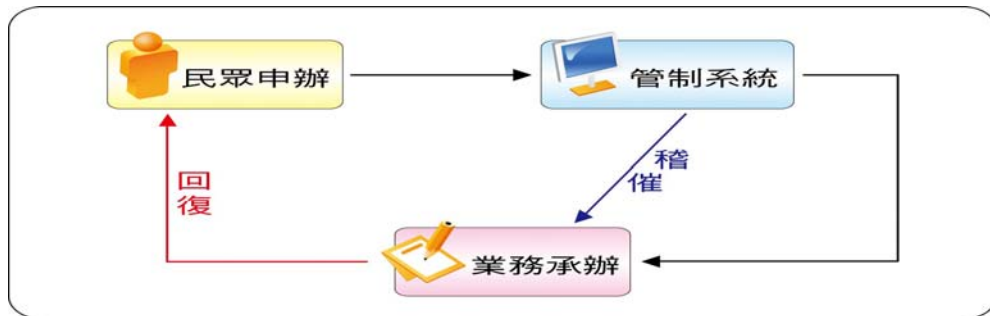 民眾申辦
管制系統
稽催
回復
業務承辦